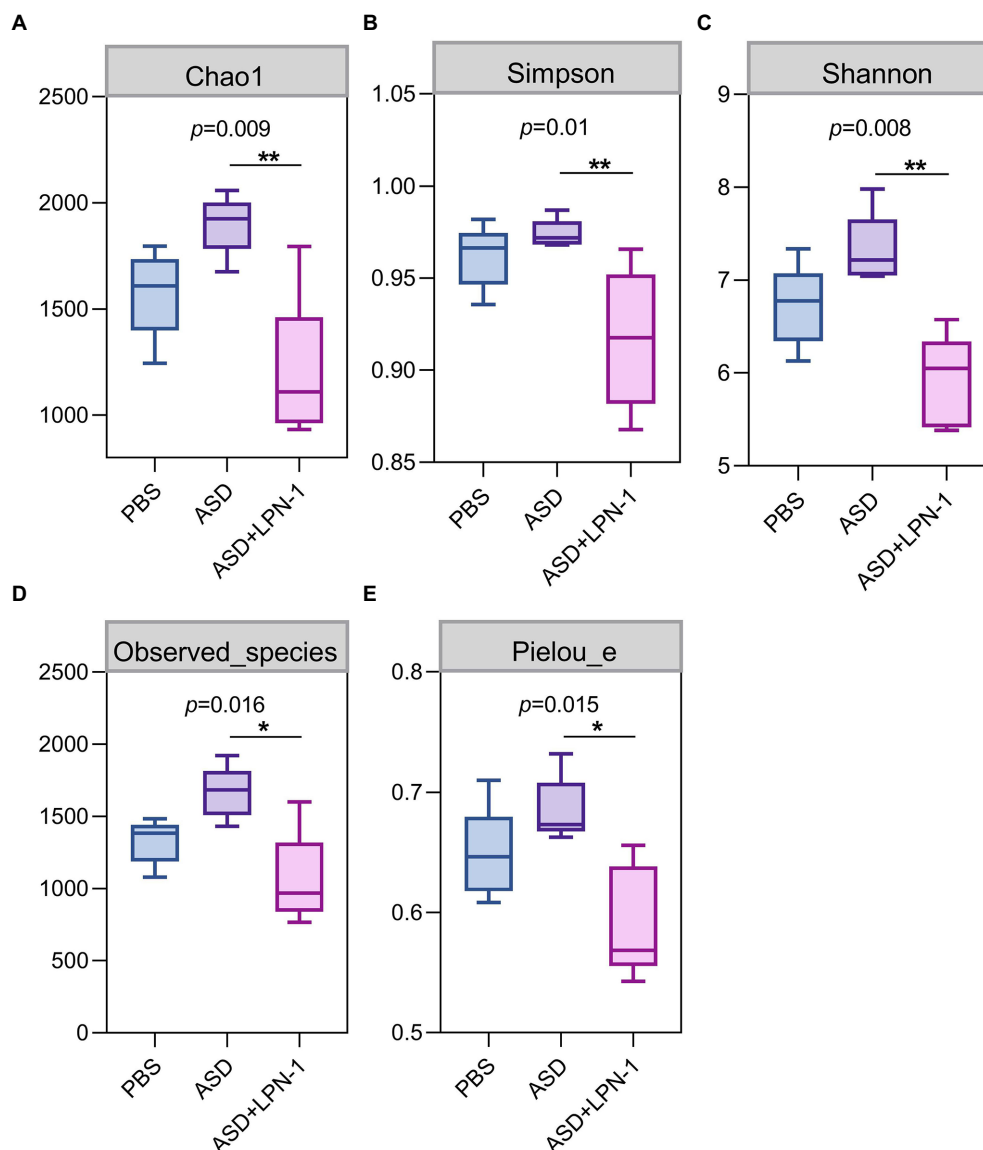 A
Chao1
2500
2000
1500
1000
p=0.009
**
PBS
ASD
ASD+LPN-1
B
Simpson
1.05
1.00
0.95
0.90
0.85
p=0.01
**
PBS
ASD
ASD+LPN-1
C
Shannon
9
8
7
6
5
p=0.008
**
PBS
ASD
ASD+LPN-1
D
Observed_species
2500
2000
1500
1000
500
0
p=0.016
*
PBS
ASD
ASD+LPN-1
E
Pielou_e
0.8
0.7
0.6
0.5
p=0.015
*
PBS
ASD
ASD+LPN-1